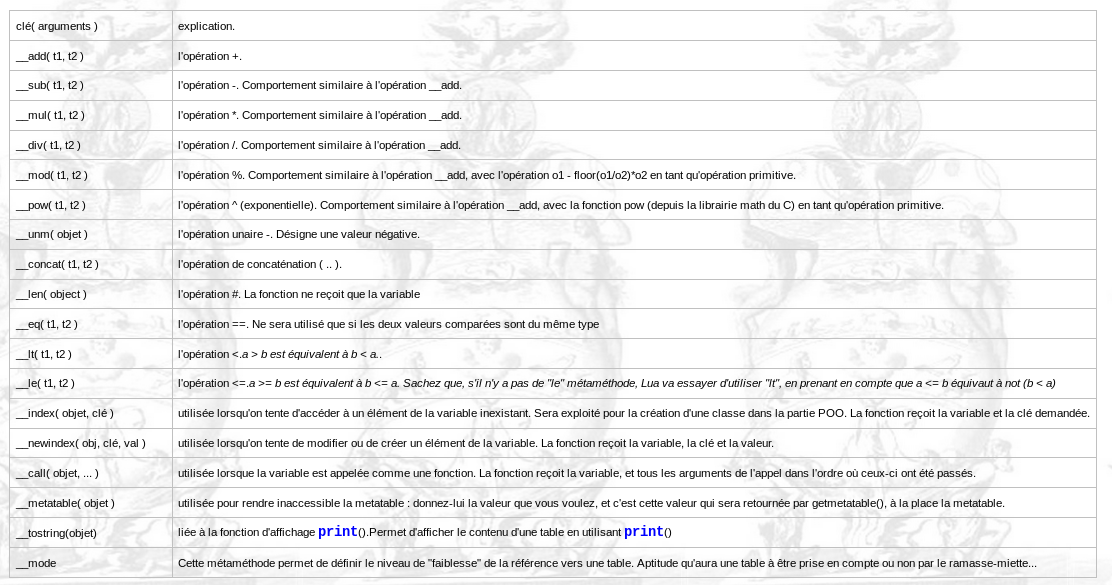 clé( arguments ) explication.
__add( t1, t2 ) l'opération +.
__sub( t1, t2 ) l'opération -. Comportement similaire à l'opération __add.
__mul( t1, t2 ) l'opération *. Comportement similaire à l'opération __add.
__div( t1, t2 ) l'opération /. Comportement similaire à l'opération __add.
__mod( t1, t2 ) l'opération %. Comportement similaire à l'opération __add, avec l'opération o1 - floor(o1/o2)*o2 en tant qu'opération primitive.
__pow( t1, t2 ) l'opération ^ (exponentielle). Comportement similaire à l'opération __add, avec la fonction pow (depuis la librairie math du C) en tant qu'opération primitive.
__unm( objet ) l'opération unaire -. Désigne une valeur négative.
__concat( t1, t2 ) l'opération de concaténation ( .. ).
__len( object ) l'opération #. La fonction ne reçoit que la variable
__eq( t1, t2 ) l'opération ==. Ne sera utilisé que si les deux valeurs comparées sont du même type
__lt( t1, t2 ) l'opération <.a > b est équivalent à b < a..
__le( t1, t2 ) l'opération <=.a >= b est équivalent à b <= a. Sachez que, s'il n'y a pas de "le" métaméthode, Lua va essayer d'utiliser "lt", en prenant en compte que a <= b équivaut à not (b < a)
__index( objet, clé ) utilisée lorsqu'on tente d'accéder à un élément de la variable inexistant. Sera exploité pour la création d'une classe dans la partie POO. La fonction reçoit la variable et la clé demandée.
__newindex( obj, clé, val ) utilisée lorsqu'on tente de modifier ou de créer un élément de la variable. La fonction reçoit la variable, la clé et la valeur.
__call( objet, ... ) utilisée lorsque la variable est appelée comme une fonction. La fonction reçoit la variable, et tous les arguments de l'appel dans l'ordre où ceux-ci ont été passés.
__metatable( objet ) utilisée pour rendre inaccessible la metatable : donnez-lui la valeur que vous voulez, et c'est cette valeur qui sera retournée par getmetatable(), à la place la metatable.
__tostring(objet) liée à la fonction d'affichage print().Permet d'afficher le contenu d'une table en utilisant print()
__mode Cette métaméthode permet de définir le niveau de "faiblesse" de la référence vers une table. Aptitude qu'aura une table à être prise en compte ou non par le ramasse-miette...